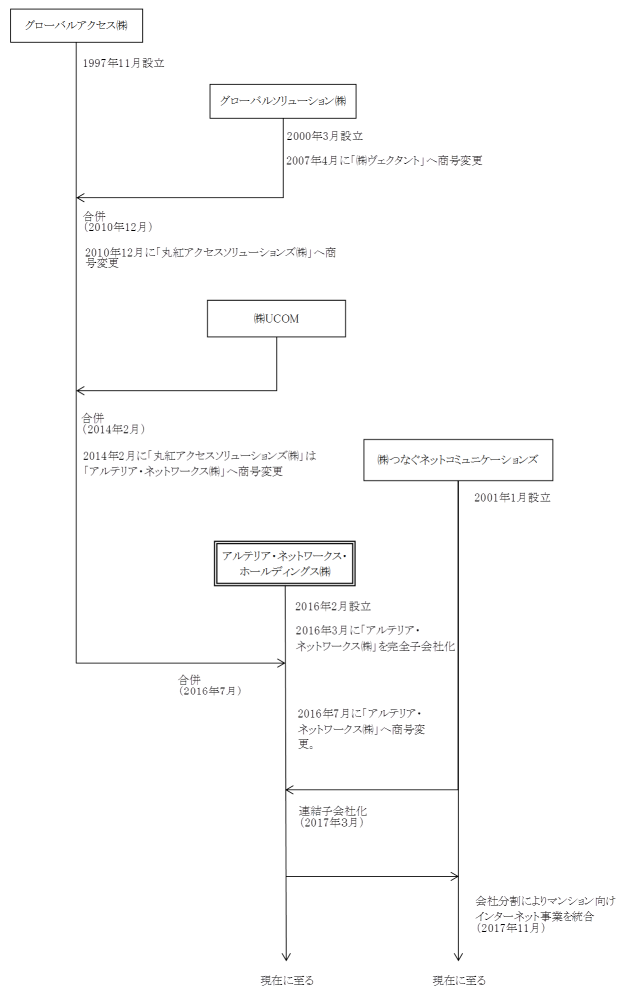 グローバルアクセス㈱
1997年11月設立
グローバルソリューション㈱
2000年3月設立
2007年4月に「㈱ヴェクタント」へ商号変更
合併
(2010年12月)
2010年12月に「丸紅アクセスソリューションズ㈱」へ商
号変更
㈱UCOM
合併
(2014年2月)
2014年2月に「丸紅アクセスソリューションズ㈱」は
「アルテリア・ネットワークス㈱」へ商号変更
㈱つなぐネットコミュニケーションズ
2001年1月設立
アルテリア・ネットワークス・
ホールディングス㈱
2016年2月設立
2016年3月に「アルテリア・
ネットワークス㈱」を完全子会社化
合併
(2016年7月)
2016年7月に「アルテリア・
ネットワークス㈱」へ商号変
更。
連結子会社化
(2017年3月)
会社分割によりマンション向け
インターネット事業を統合
(2017年11月)
現在に至る
現在に至る